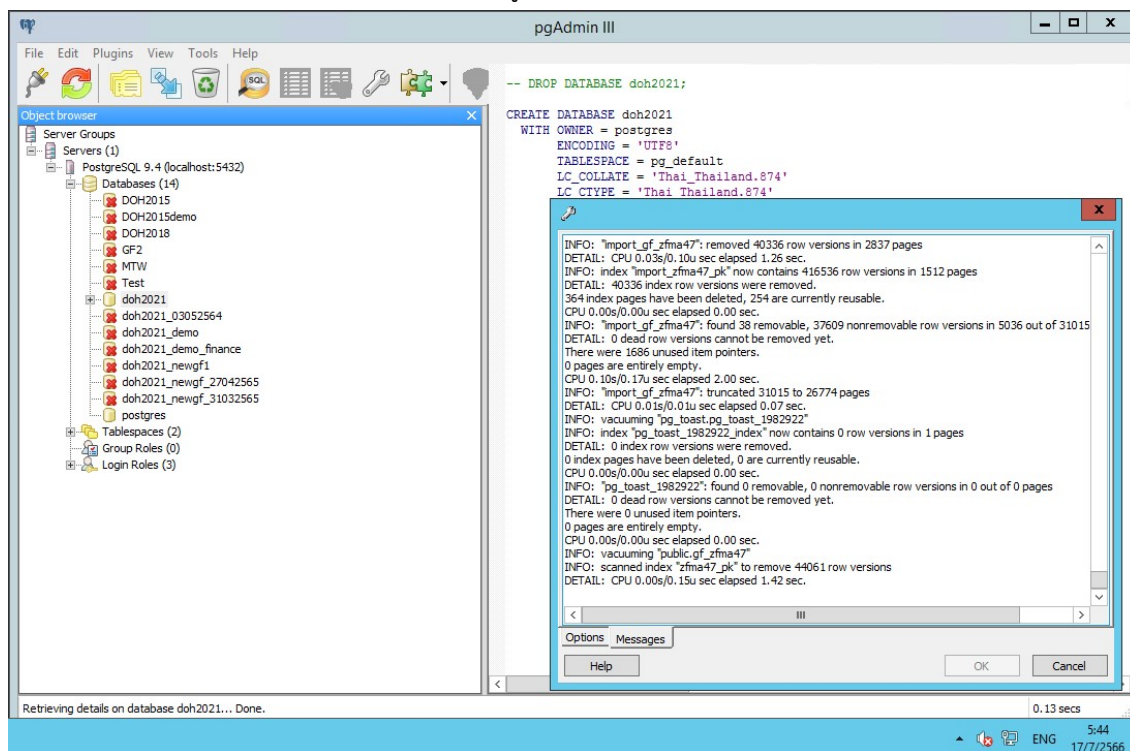 pgAdmin III
File Edit Plugins View Tools Help
SQL
Object browser
Server Groups
Servers (1)
PostgreSQL 9.4 (localhost:5432)
Databases (14)
DOH2015
DOH2015demo
DOH2018
GF2
MTW
Test
doh2021
doh2021_03052564
doh2021_demo
doh2021_demo_finance
doh2021_newgf1
doh2021_newgf_27042565
doh2021_newgf_31032565
postgres
Tablespaces (2)
Group Roles (0)
Login Roles (3)
-- DROP DATABASE doh2021;
CREATE DATABASE doh2021
WITH OWNER = postgres
ENCODING = 'UTF8'
TABLESPACE = pg_default
LC_COLLATE = 'Thai_Thailand.874'
LC_CTYPE = 'Thai_Thailand.874'
INFO: "import_gf_zfma47": removed 40336 row versions in 2837 pages
DETAIL: CPU 0.03s/0.10u sec elapsed 1.26 sec.
INFO: index "import_zfma47_pk" now contains 416536 row versions in 1512 pages
DETAIL: 40336 index row versions were removed.
364 index pages have been deleted, 254 are currently reusable.
CPU 0.00s/0.00u sec elapsed 0.00 sec.
INFO: "import_gf_zfma47": found 38 removable, 37609 nonremovable row versions in 5036 out of 31015
DETAIL: 0 dead row versions cannot be removed yet.
There were 1686 unused item pointers.
0 pages are entirely empty.
CPU 0.10s/0.17u sec elapsed 2.00 sec.
INFO: "import_gf_zfma47": truncated 31015 to 26774 pages
DETAIL: CPU 0.01s/0.01u sec elapsed 0.07 sec.
INFO: vacuuming "pg_toast.pg_toast_1982922"
INFO: index "pg_toast_1982922_index" now contains 0 row versions in 1 pages
DETAIL: 0 index row versions were removed.
0 index pages have been deleted, 0 are currently reusable.
CPU 0.00s/0.00u sec elapsed 0.00 sec.
INFO: "pg_toast_1982922": found 0 removable, 0 nonremovable row versions in 0 out of 0 pages
DETAIL: 0 dead row versions cannot be removed yet.
There were 0 unused item pointers.
0 pages are entirely empty.
CPU 0.00s/0.00u sec elapsed 0.00 sec.
INFO: vacuuming "public.gf_zfma47"
INFO: scanned index "zfma47_pk" to remove 44061 row versions
DETAIL: CPU 0.00s/0.15u sec elapsed 1.42 sec.
Options Messages
Help OK Cancel
Retrieving details on database doh2021... Done. 0.13 secs
ENG 5:44
17/7/2566